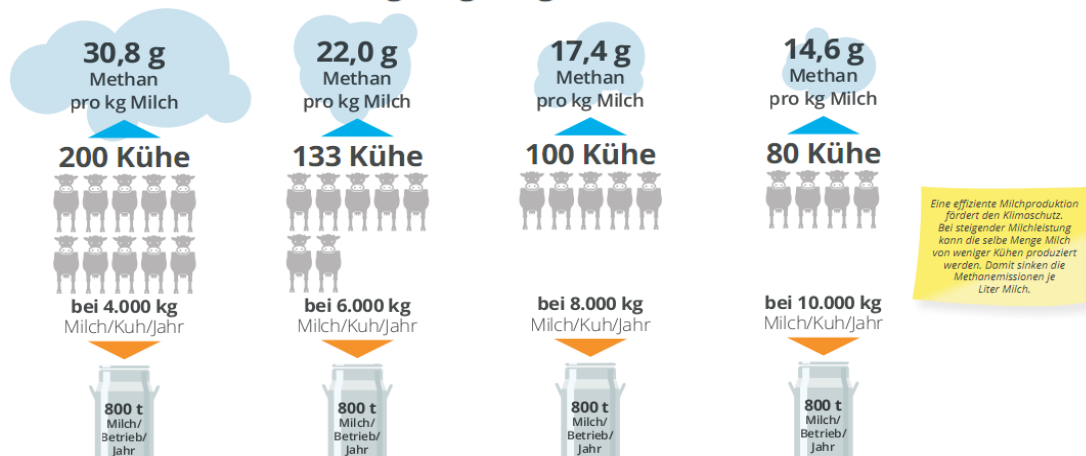 30,8 g
Methan
pro kg Milch
200 Kühe
bei 4.000 kg
Milch/Kuh/Jahr
800 t
Milch/
Betrieb/
Jahr
22,0 g
Methan
pro kg Milch
133 Kühe
bei 6.000 kg
Milch/Kuh/Jahr
800 t
Milch/
Betrieb/
Jahr
17,4 g
Methan
pro kg Milch
100 Kühe
bei 8.000 kg
Milch/Kuh/Jahr
800 t
Milch/
Betrieb/
Jahr
14,6 g
Methan
pro kg Milch
80 Kühe
bei 10.000 kg
Milch/Kuh/Jahr
800 t
Milch/
Betrieb/
Jahr
Eine effiziente Milchproduktion
fördert den Klimaschutz.
Bei steigender Milchleistung
kann die selbe Menge Milch
von weniger Kühen produziert
werden. Damit sinken die
Methanemissionen je
Liter Milch.